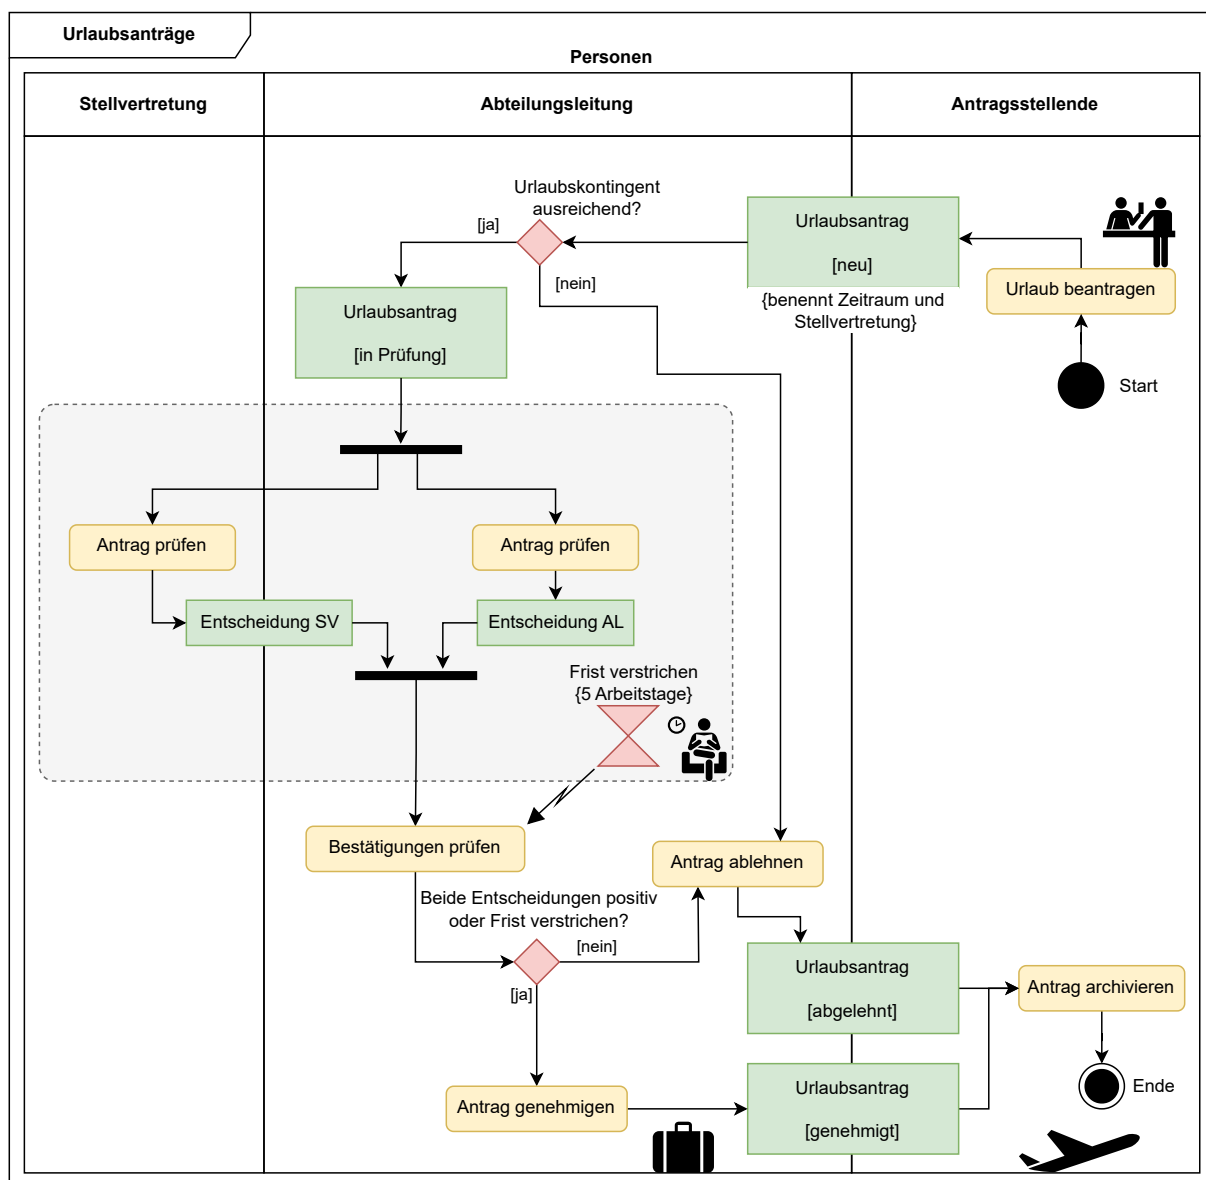 Urlaubsanträge
Personen
Stellvertretung
Abteilungsleitung
Antragsstellende
Urlaubskontingent
ausreichend?
[ja]
[nein]
Urlaubsantrag
[neu]
{benennt Zeitraum und
Stellvertretung}
Urlaub beantragen
Start
Urlaubsantrag
[in Prüfung]
Antrag prüfen
Antrag prüfen
Entscheidung SV
Entscheidung AL
Frist verstrichen
{5 Arbeitstage}
Bestätigungen prüfen
Antrag ablehnen
Beide Entscheidungen positiv
oder Frist verstrichen?
[nein]
[ja]
Urlaubsantrag
[abgelehnt]
Antrag archivieren
Antrag genehmigen
Urlaubsantrag
[genehmigt]
Ende